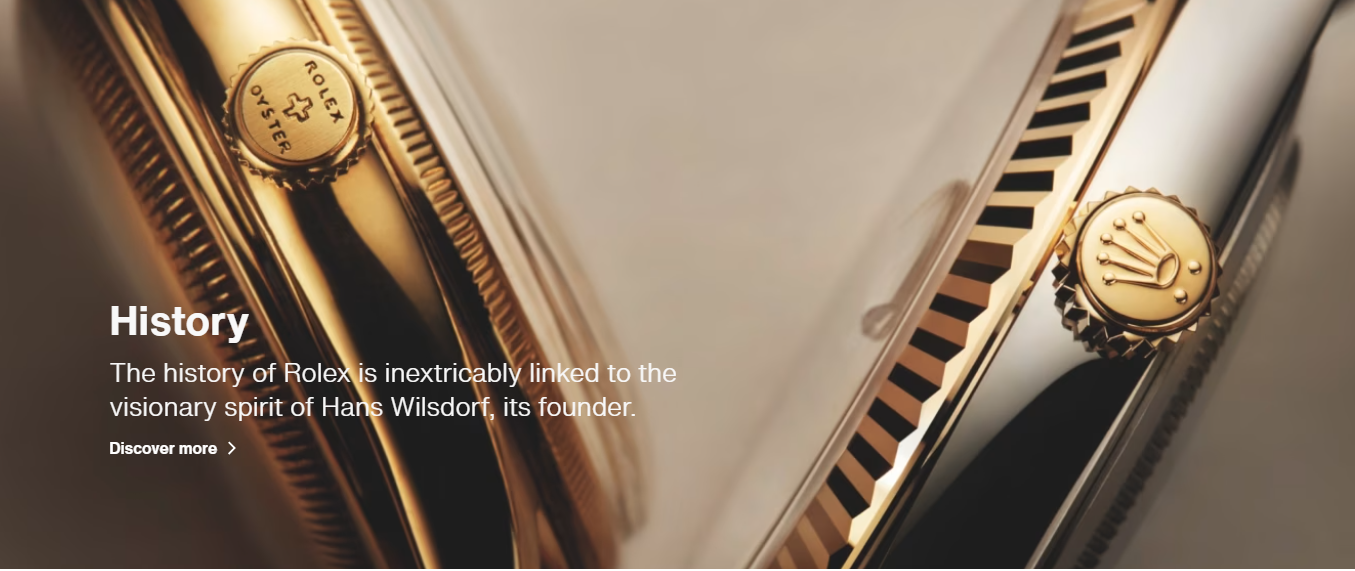 ROLEX
OYSTER
History
The history of Rolex is inextricably linked to the
visionary spirit of Hans Wilsdorf, its founder.
Discover more